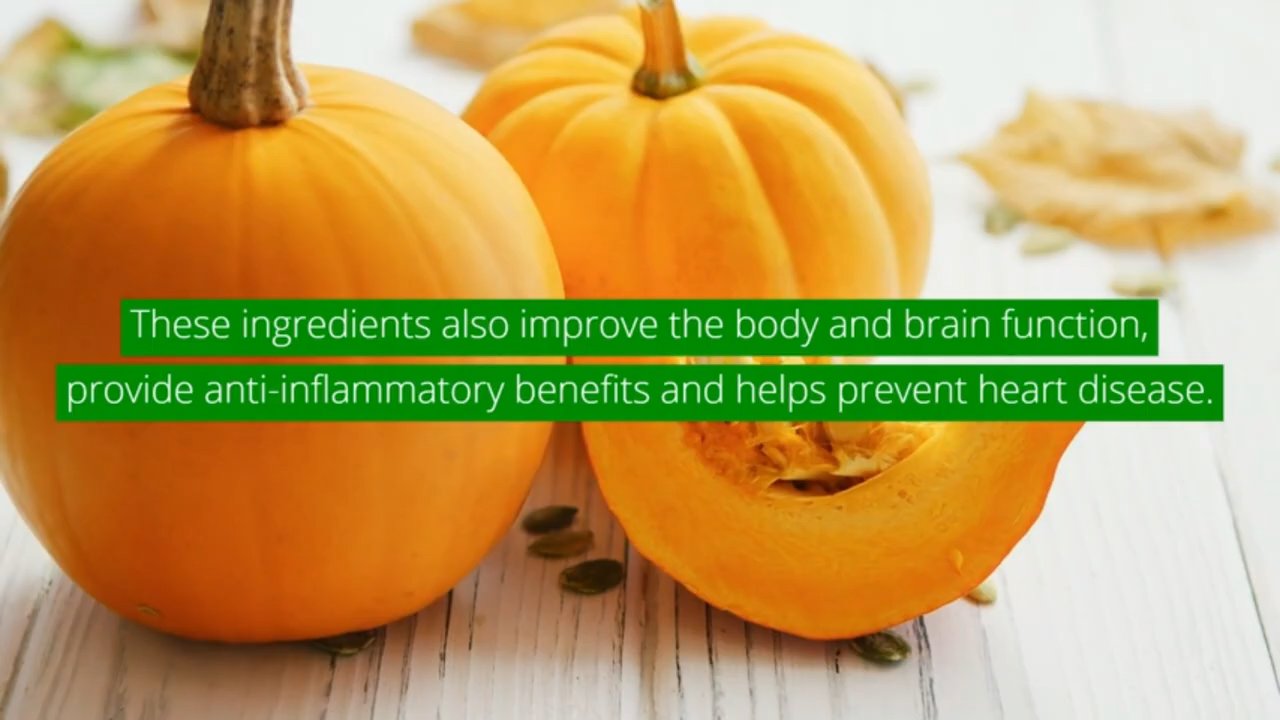 These ingredients also improve the body and brain function,
provide anti-inflammatory benefits and helps prevent heart disease.